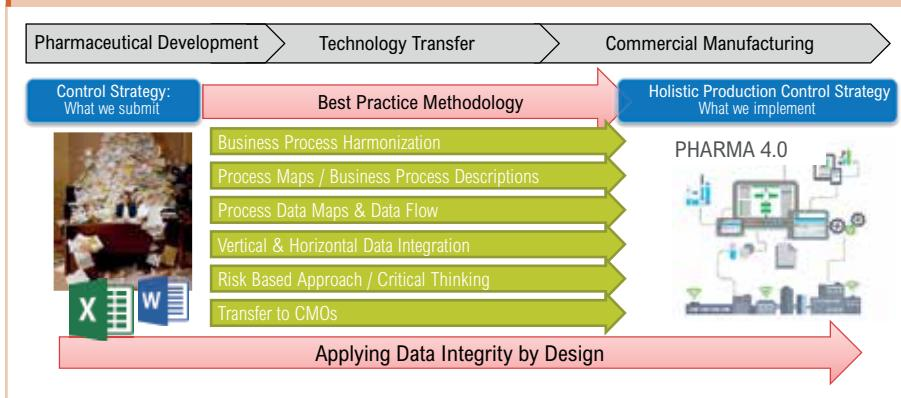 Pharmaceutical Development
Technology Transfer
Commercial Manufacturing
Control Strategy:
What we submit
Best Practice Methodology
Holistic Production Control Strategy
What we implement
Business Process Harmonization
PHARMA 4.0
Process Maps / Business Process Descriptions
Process Data Maps & Data Flow
Vertical & Horizontal Data Integration
Risk Based Approach / Critical Thinking
Transfer to CMOs
X
W
Applying Data Integrity by Design